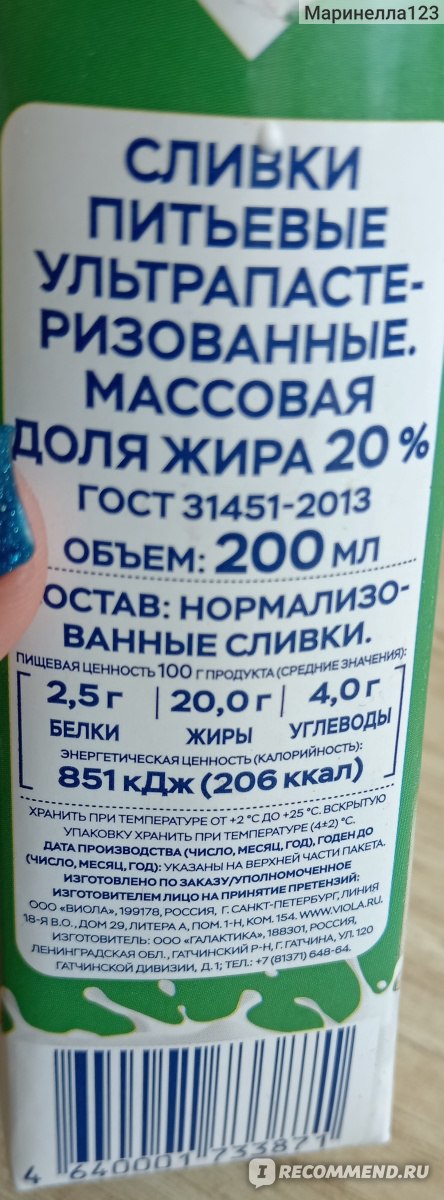 Маринелла123
СЛИВКИ
ПИТЬЕВЫЕ
УЛЬТРАПАСТЕ-
РИЗОВАННЫЕ.
МАССОВАЯ
ДОЛЯ ЖИРА 20 %
ГОСТ 31451-2013
ОБЪЕМ: 200 МЛ
ОСТАВ: НОРМАЛИЗО-
ВАННЫЕ СЛИВКИ.
ПИЩЕВАЯ ЦЕННОСТЬ 100 Г ПРОДУКТА (СРЕДНИЕ ЗНАЧЕНИЯ):
2,5 г | 20,0 г | 4,0 г
БЕЛКИ ЖИРЫ УГЛЕВОДЫ
ЭНЕРГЕТИЧЕСКАЯ ЦЕННОСТЬ (КАЛОРИЙНОСТЬ):
851 кДж (206 ккал)
ХРАНИТЬ ПРИ ТЕМПЕРАТУРЕ ОТ +2 °С ДО +25 °С. ВСКРЫТУЮ
УПАКОВКУ ХРАНИТЬ ПРИ ТЕМПЕРАТУРЕ (4±2) °С.
ДАТА ПРОИЗВОДСТВА (ЧИСЛО, МЕСЯЦ, ГОД), ГОДЕН ДО
(ЧИСЛО, МЕСЯЦ, ГОД): УКАЗАНЫ НА ВЕРХНЕЙ ЧАСТИ ПАКЕТА.
ИЗГОТОВЛЕНО ПО ЗАКАЗУ/УПОЛНОМОЧЕННОЕ
ИЗГОТОВИТЕЛЕМ ЛИЦО НА ПРИНЯТИЕ ПРЕТЕНЗИЙ:
ООО «ВИОЛА», 199178, РОССИЯ, Г. САНКТ-ПЕТЕРБУРГ, ЛИНИЯ
18-Я В.О., ДОМ 29, ЛИТЕРА А, ПОМ. 1-Н, КОМ. 154. WWW.VIOLA.RU.
ИЗГОТОВИТЕЛЬ: ООО «ГАЛАКТИКА», 188301, РОССИЯ,
ЛЕНИНГРАДСКАЯ ОБЛ., ГАТЧИНСКИЙ Р-Н, Г. ГАТЧИНА, УЛ. 120
ГАТЧИНСКОЙ ДИВИЗИИ, Д. 1; ТЕЛ.: +7 (81371) 648-64.
4 640001 733871
I RECOMMEND.RU